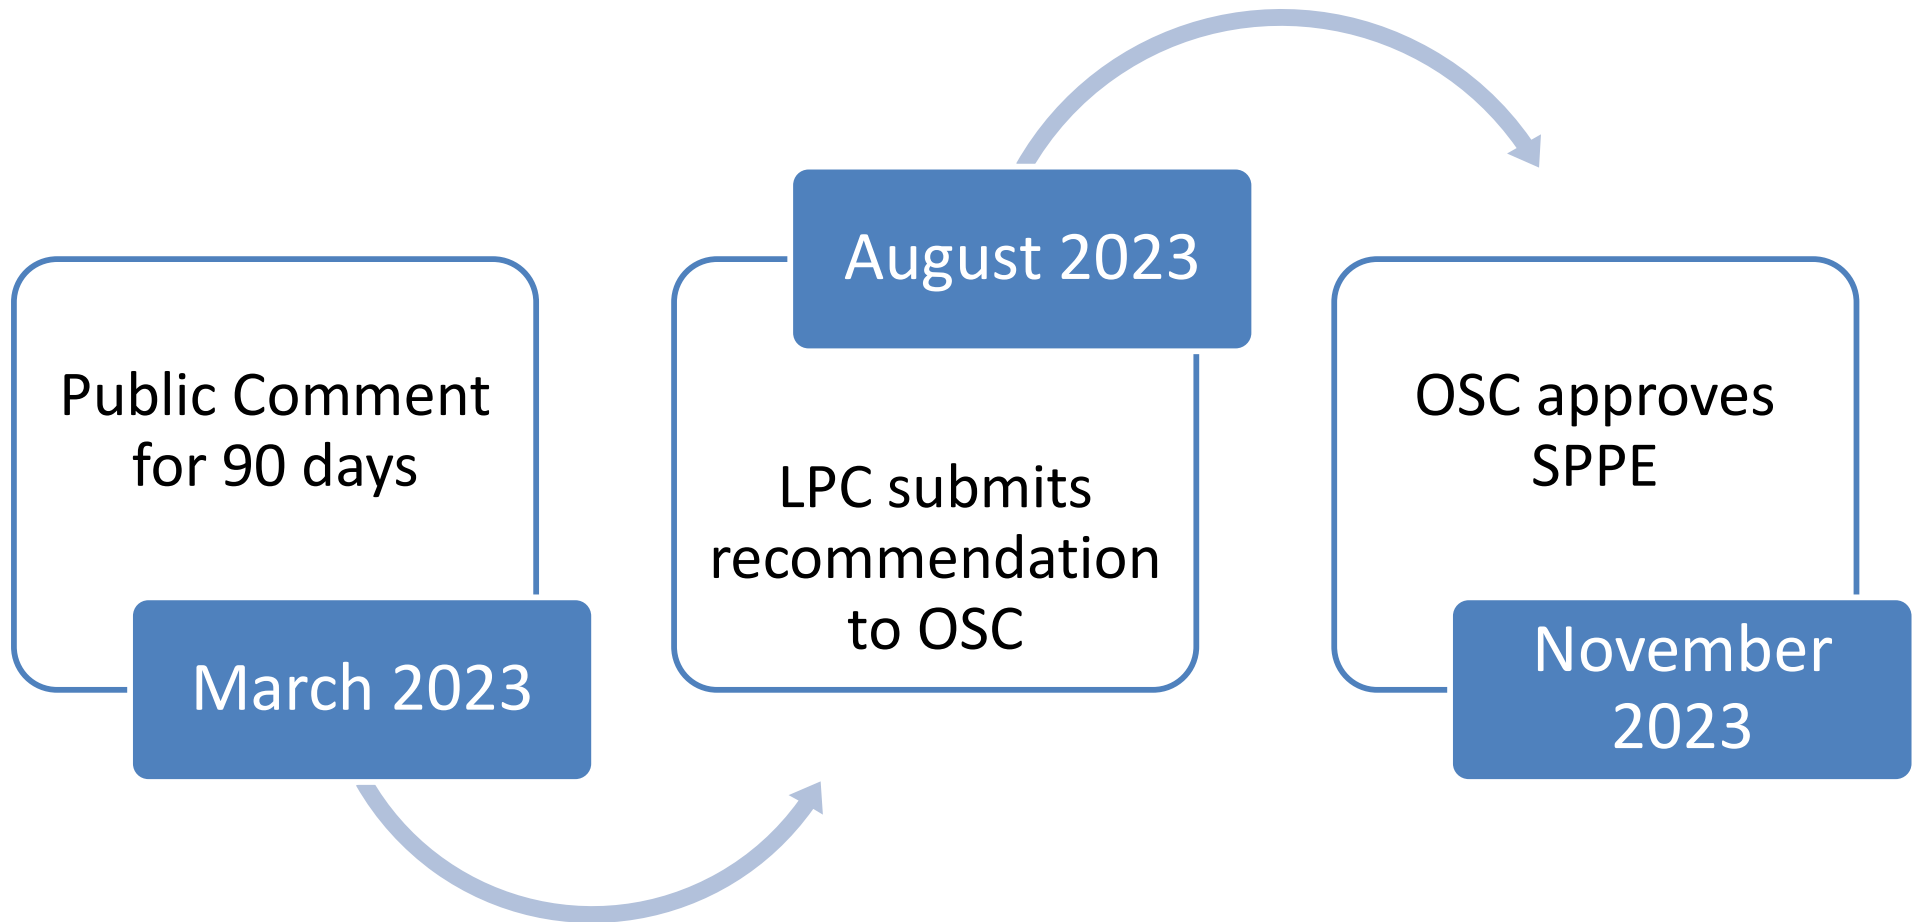 Public Comment
for 90 days
March 2023
August 2023
LPC submits
recommendation
to OSC
OSC approves
SPPE
November
2023